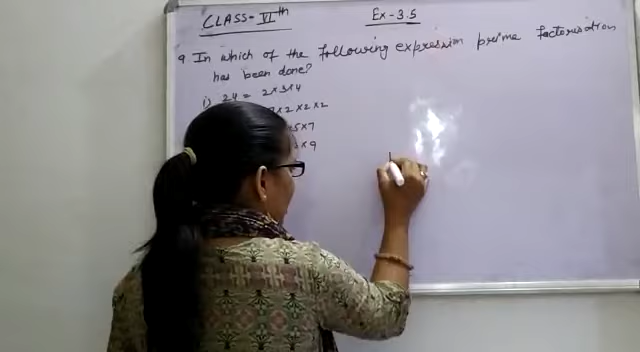 CLASS - VIth
Ex - 3.5
9 In which of the following expression prime factorisation
has been done?
i) 24 = 2 × 3 × 4
× 2 × 2 × 2
5 × 7
× 9